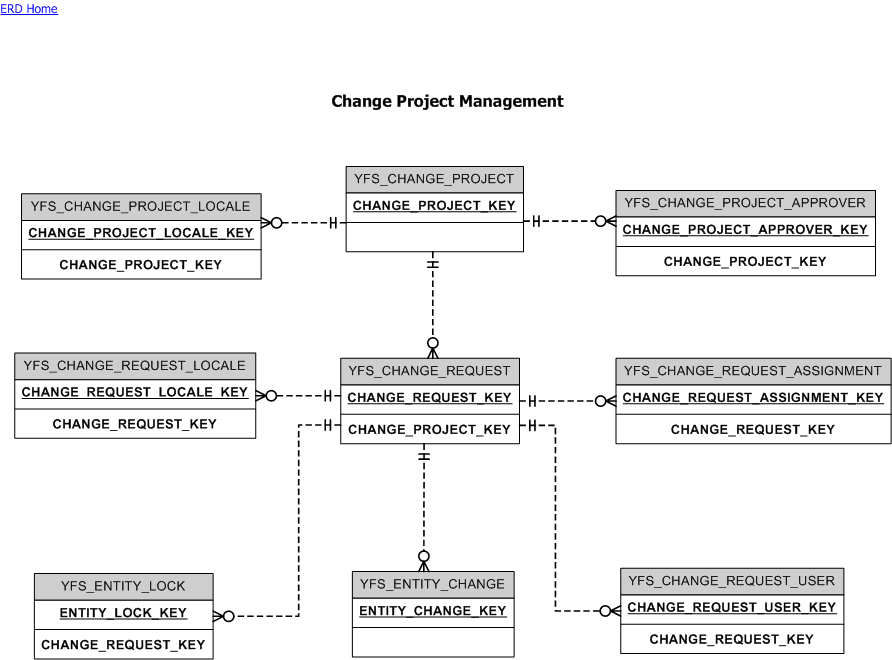 ERD Home
Change Project Management
YFS_CHANGE_PROJECT_LOCALE
CHANGE_PROJECT_LOCALE_KEY
CHANGE_PROJECT_KEY
YFS_CHANGE_PROJECT
CHANGE_PROJECT_KEY
YFS_CHANGE_PROJECT_APPROVER
CHANGE_PROJECT_APPROVER_KEY
CHANGE_PROJECT_KEY
YFS_CHANGE_REQUEST_LOCALE
CHANGE_REQUEST_LOCALE_KEY
CHANGE_REQUEST_KEY
YFS_CHANGE_REQUEST
CHANGE_REQUEST_KEY
CHANGE_PROJECT_KEY
YFS_CHANGE_REQUEST_ASSIGNMENT
CHANGE_REQUEST_ASSIGNMENT_KEY
CHANGE_REQUEST_KEY
YFS_ENTITY_LOCK
ENTITY_LOCK_KEY
CHANGE_REQUEST_KEY
YFS_ENTITY_CHANGE
ENTITY_CHANGE_KEY
YFS_CHANGE_REQUEST_USER
CHANGE_REQUEST_USER_KEY
CHANGE_REQUEST_KEY